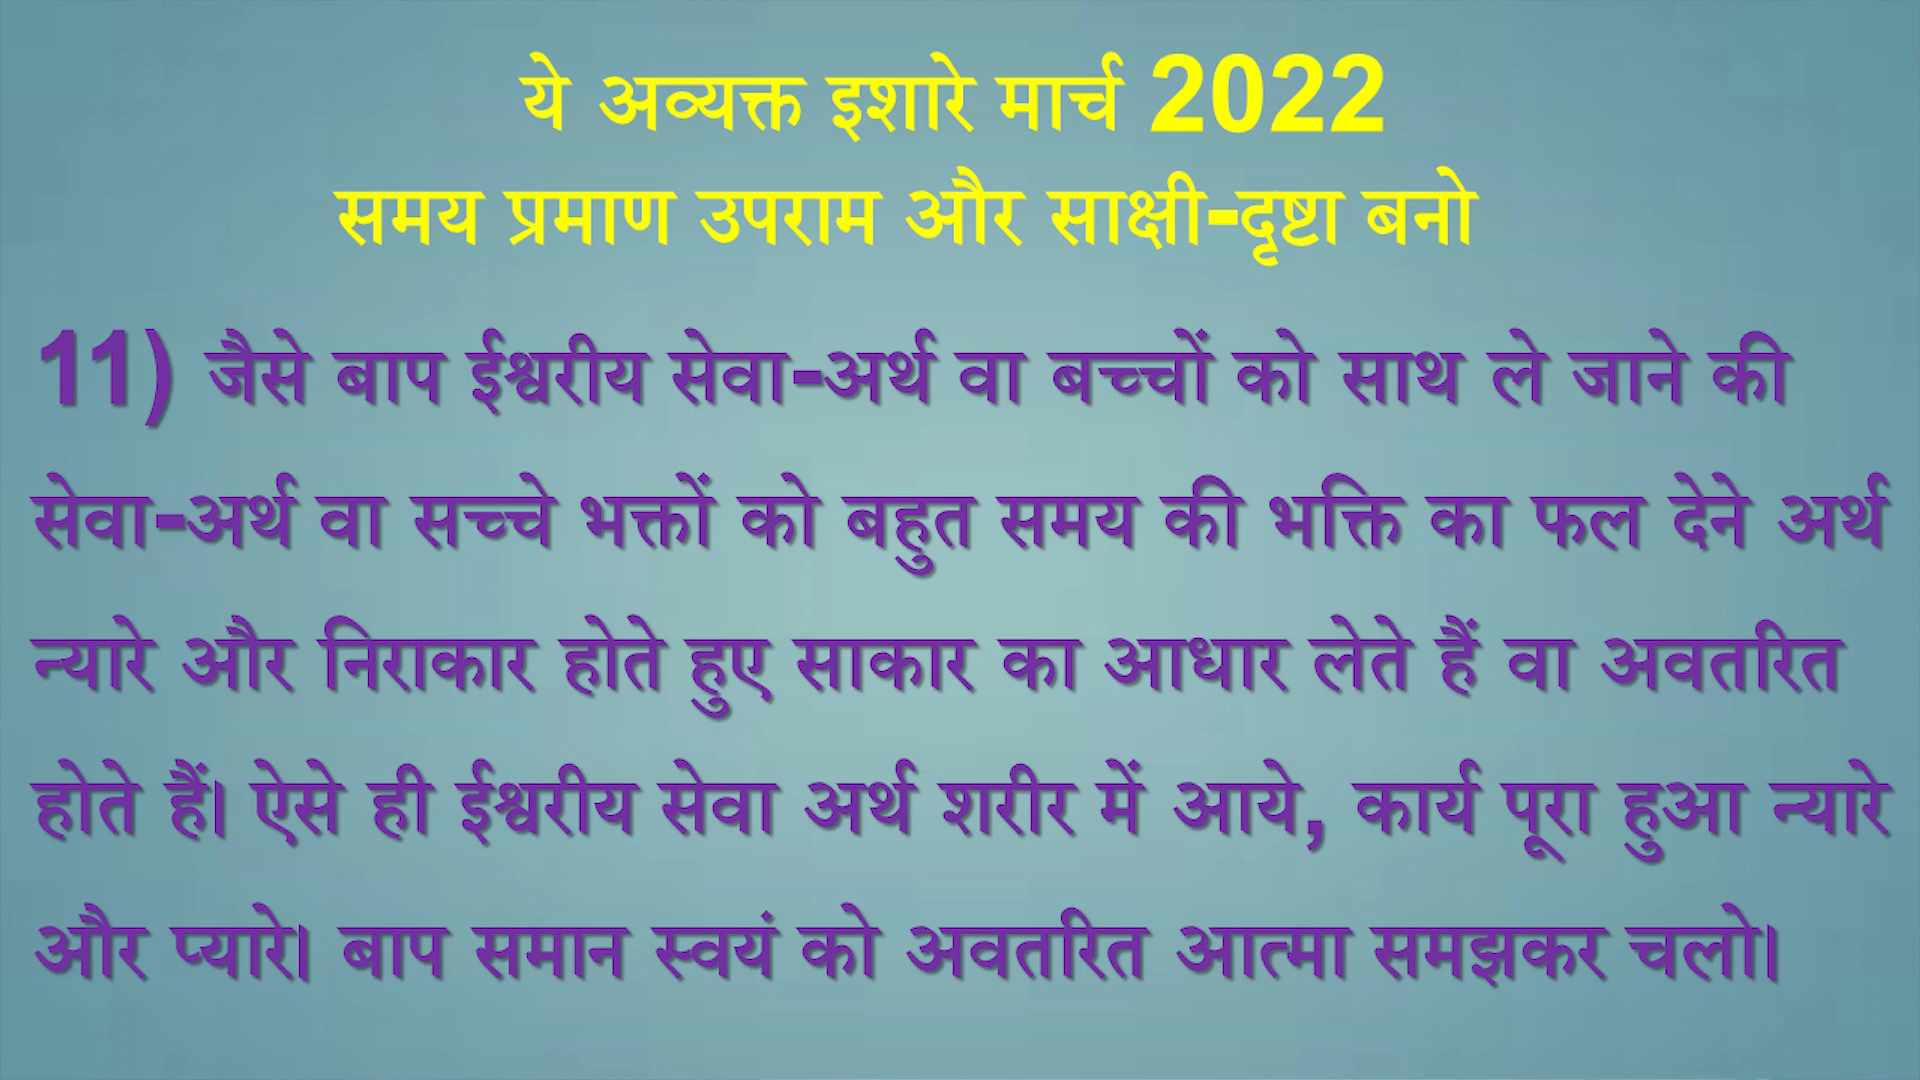 ये अव्यक्त इशारे मार्च 2022
समय प्रमाण उपराम और साक्षी-दृष्टा बनो
11) जैसे बाप ईश्वरीय सेवा-अर्थ वा बच्चों को साथ ले जाने की
सेवा-अर्थ वा सच्चे भक्तों को बहुत समय की भक्ति का फल देने अर्थ
न्यारे और निराकार होते हुए साकार का आधार लेते हैं वा अवतरित
होते हैं। ऐसे ही ईश्वरीय सेवा अर्थ शरीर में आये, कार्य पूरा हुआ न्यारे
और प्यारे। बाप समान स्वयं को अवतरित आत्मा समझकर चलो।